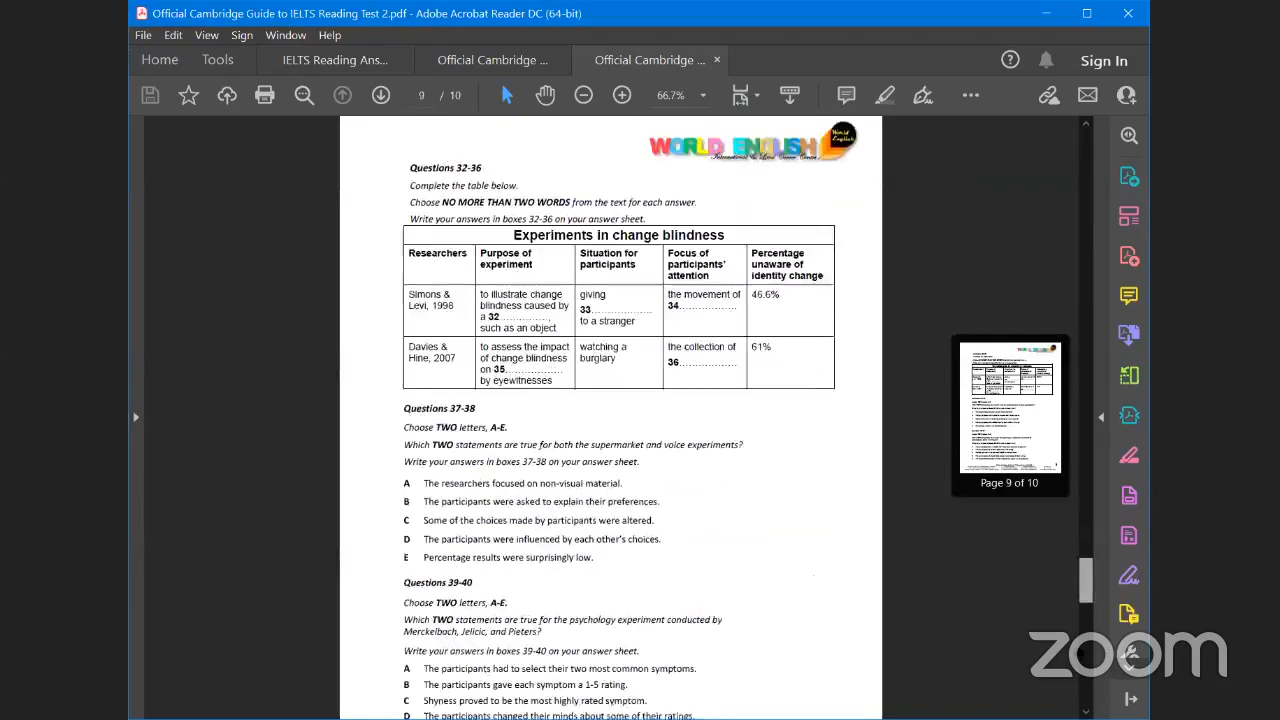 Official Cambridge Guide to IELTS Reading Test 2.pdf - Adobe Acrobat Reader DC (64-bit)
File Edit View Sign Window Help
Home Tools IELTS Reading Ans... Official Cambridge ... Official Cambridge ... × Sign In
9 / 10 66.7%
WORLD ENGLISH
World English
Questions 32-36
Complete the table below.
Choose NO MORE THAN TWO WORDS from the text for each answer.
Write your answers in boxes 32-36 on your answer sheet.
Experiments in change blindness
Researchers
Purpose of
experiment
Situation for
participants
Focus of
participants'
attention
Percentage
unaware of
identity change
Simons &
Levi, 1998
to illustrate change
blindness caused by
a 32...............,
such as an object
giving
33...................
to a stranger
the movement of
34..................
46.6%
Davies &
Hine, 2007
to assess the impact
of change blindness
on 35..................
by eyewitnesses
watching a
burglary
the collection of
36..................
61%
Questions 37-38
Choose TWO letters, A-E.
Which TWO statements are true for both the supermarket and voice experiments?
Write your answers in boxes 37-38 on your answer sheet.
A The researchers focused on non-visual material.
B The participants were asked to explain their preferences.
C Some of the choices made by participants were altered.
D The participants were influenced by each other's choices.
E Percentage results were surprisingly low.
Questions 39-40
Choose TWO letters, A-E.
Which TWO statements are true for the psychology experiment conducted by
Merckelbach, Jelicic, and Pieters?
Write your answers in boxes 39-40 on your answer sheet.
A The participants had to select their two most common symptoms.
B The participants gave each symptom a 1-5 rating.
C Shyness proved to be the most highly rated symptom.
D The participants changed their minds about some of their ratings.
Page 9 of 10
zoom